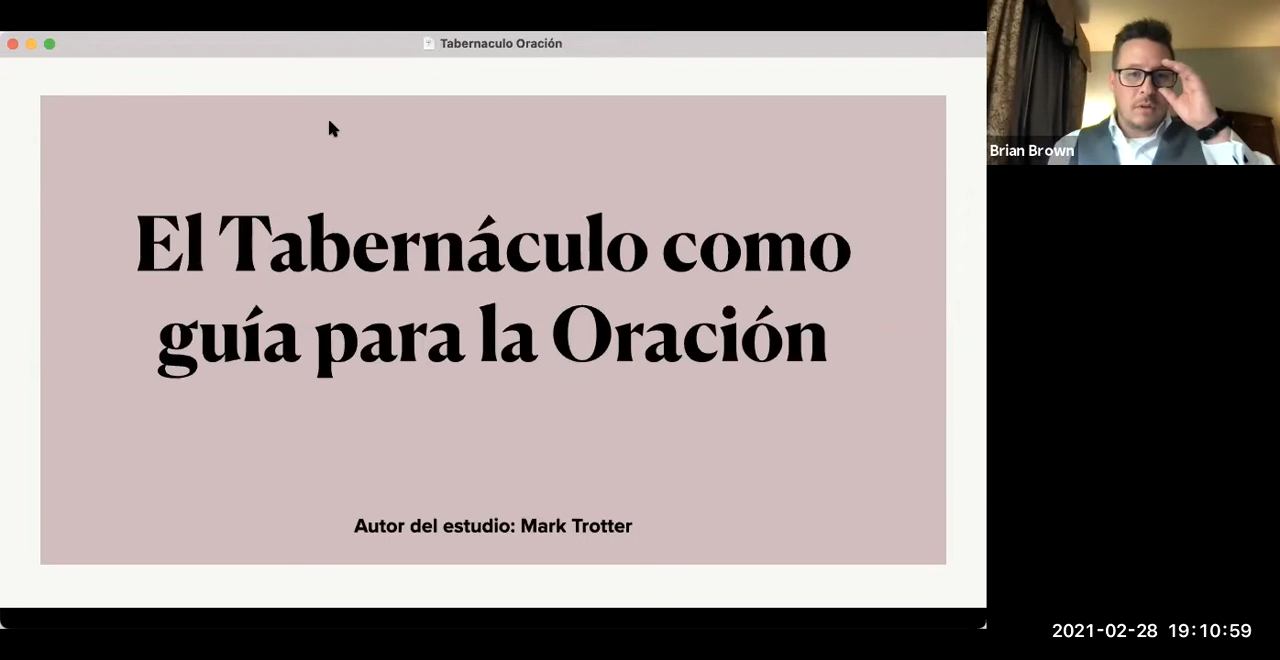 Tabernaculo Oración
El Tabernáculo como
guía para la Oración
Autor del estudio: Mark Trotter
Brian Brown
2021-02-28 19:10:59